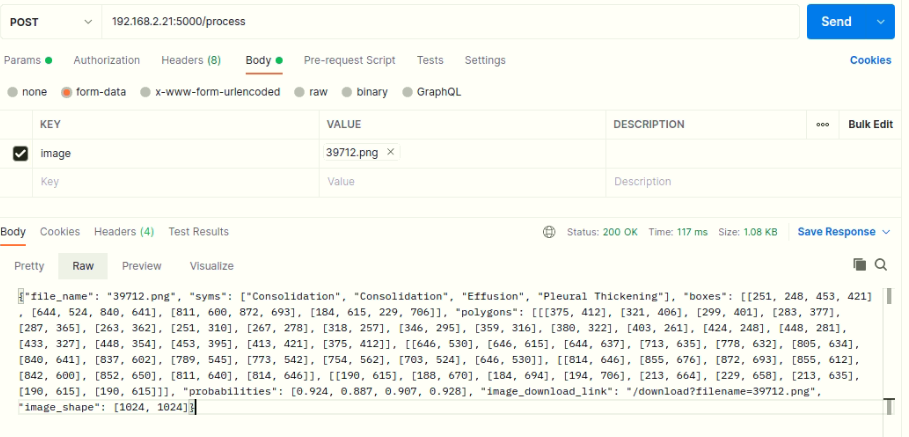 POST 192.168.2.21:5000/process Send
Params Authorization Headers (8) Body Pre-request Script Tests Settings Cookies
none form-data x-www-form-urlencoded raw binary GraphQL
KEY VALUE DESCRIPTION ooo Bulk Edit
image 39712.png ×
Key Value Description
Body Cookies Headers (4) Test Results Status: 200 OK Time: 117 ms Size: 1.08 KB Save Response
Pretty Raw Preview Visualize
{"file_name": "39712.png", "syms": ["Consolidation", "Consolidation", "Effusion", "Pleural Thickening"], "boxes": [[251, 248, 453, 421]
, [644, 524, 840, 641], [811, 600, 872, 693], [184, 615, 229, 706]], "polygons": [[[375, 412], [321, 406], [299, 401], [283, 377],
[287, 365], [263, 362], [251, 310], [267, 278], [318, 257], [346, 295], [359, 316], [380, 322], [403, 261], [424, 248], [448, 281],
[433, 327], [448, 354], [453, 395], [413, 421], [375, 412]], [[646, 530], [646, 615], [644, 637], [713, 635], [778, 632], [805, 634],
[840, 641], [837, 602], [789, 545], [773, 542], [754, 562], [703, 524], [646, 530]], [[814, 646], [855, 676], [872, 693], [855, 612],
[842, 600], [852, 650], [811, 640], [814, 646]], [[190, 615], [188, 670], [184, 694], [194, 706], [213, 664], [229, 658], [213, 635],
[190, 615], [190, 615]]], "probabilities": [0.924, 0.887, 0.907, 0.928], "image_download_link": "/download?filename=39712.png",
"image_shape": [1024, 1024]}